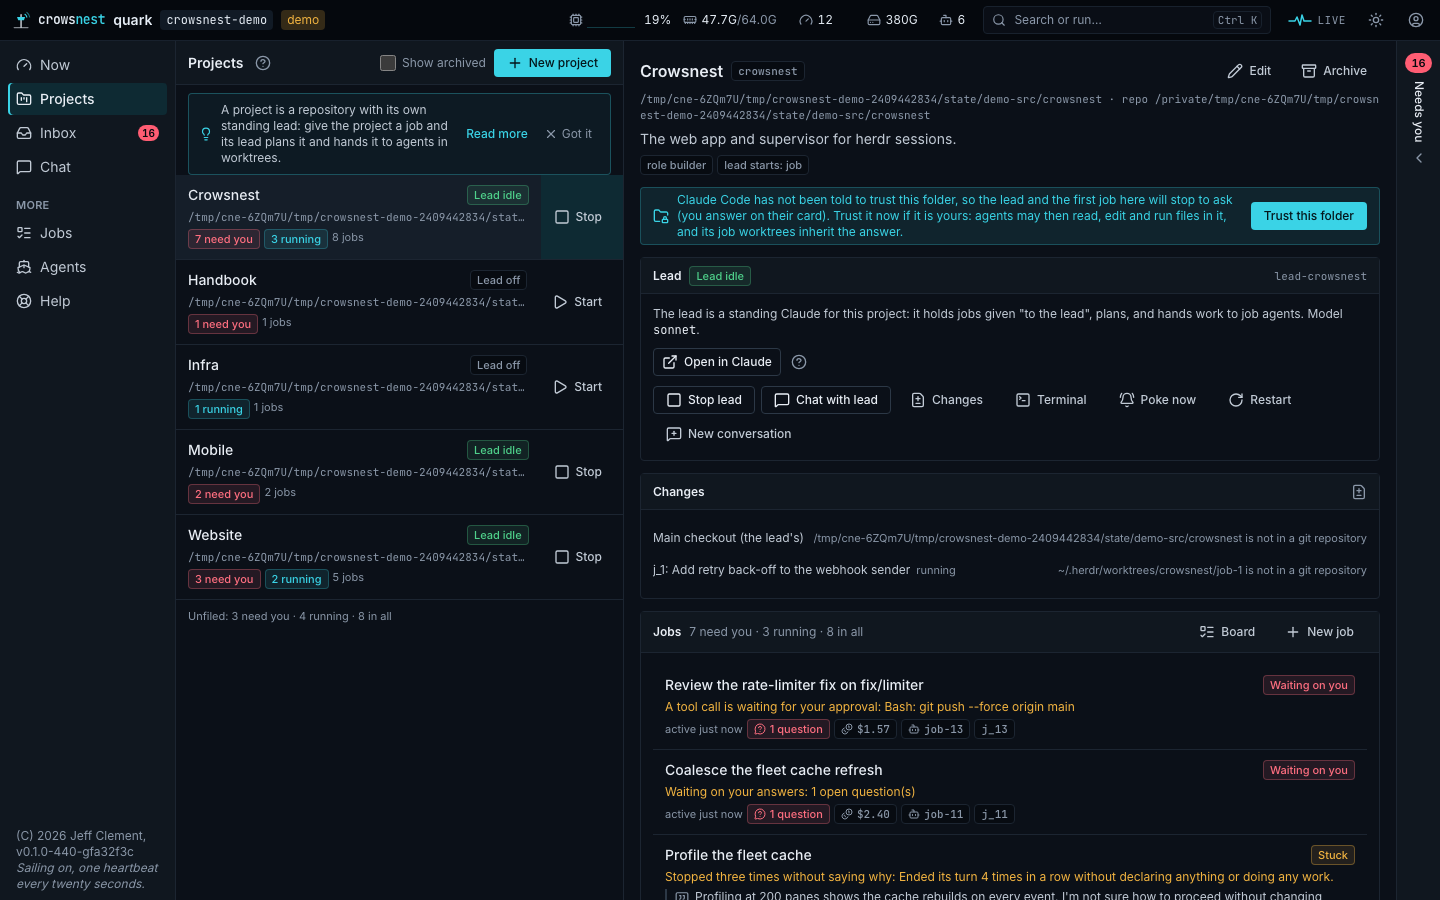 crowsnest quark crowsnest-demo demo
19% 47.7G/64.0G 12 380G 6 Search or run... Ctrl K LIVE
Now
Projects
Inbox 16
Chat
MORE
Jobs
Agents
Help
(C) 2026 Jeff Clement,
v0.1.0-440-gfa32f3c
Sailing on, one heartbeat
every twenty seconds.
Projects Show archived New project
A project is a repository with its own
standing lead: give the project a job and
its lead plans it and hands it to agents in
worktrees.
Read more Got it
Crowsnest Lead idle
/tmp/cne-6ZQm7U/tmp/crowsnest-demo-2409442834/stat…
7 need you 3 running 8 jobs
Stop
Handbook Lead off
/tmp/cne-6ZQm7U/tmp/crowsnest-demo-2409442834/stat…
1 need you 1 jobs
Start
Infra Lead off
/tmp/cne-6ZQm7U/tmp/crowsnest-demo-2409442834/stat…
1 running 1 jobs
Start
Mobile Lead idle
/tmp/cne-6ZQm7U/tmp/crowsnest-demo-2409442834/stat…
2 need you 2 jobs
Stop
Website Lead idle
/tmp/cne-6ZQm7U/tmp/crowsnest-demo-2409442834/stat…
3 need you 2 running 5 jobs
Stop
Unfiled: 3 need you · 4 running · 8 in all
Crowsnest crowsnest Edit Archive
/tmp/cne-6ZQm7U/tmp/crowsnest-demo-2409442834/state/demo-src/crowsnest · repo /private/tmp/cne-6ZQm7U/tmp/crowsn
est-demo-2409442834/state/demo-src/crowsnest
The web app and supervisor for herdr sessions.
role builder lead starts: job
Claude Code has not been told to trust this folder, so the lead and the first job here will stop to ask
(you answer on their card). Trust it now if it is yours: agents may then read, edit and run files in it,
and its job worktrees inherit the answer.
Trust this folder
Lead Lead idle lead-crowsnest
The lead is a standing Claude for this project: it holds jobs given "to the lead", plans, and hands work to job agents. Model
sonnet.
Open in Claude
Stop lead Chat with lead Changes Terminal Poke now Restart
New conversation
Changes
Main checkout (the lead's) /tmp/cne-6ZQm7U/tmp/crowsnest-demo-2409442834/state/demo-src/crowsnest is not in a git repository
j_1: Add retry back-off to the webhook sender running ~/.herdr/worktrees/crowsnest/job-1 is not in a git repository
Jobs 7 need you · 3 running · 8 in all Board New job
Review the rate-limiter fix on fix/limiter Waiting on you
A tool call is waiting for your approval: Bash: git push --force origin main
active just now 1 question $1.57 job-13 j_13
Coalesce the fleet cache refresh Waiting on you
Waiting on your answers: 1 open question(s)
active just now 1 question $2.40 job-11 j_11
Profile the fleet cache Stuck
Stopped three times without saying why: Ended its turn 4 times in a row without declaring anything or doing any work.
Profiling at 200 panes shows the cache rebuilds on every event. I'm not sure how to proceed without changing
16
Needs you